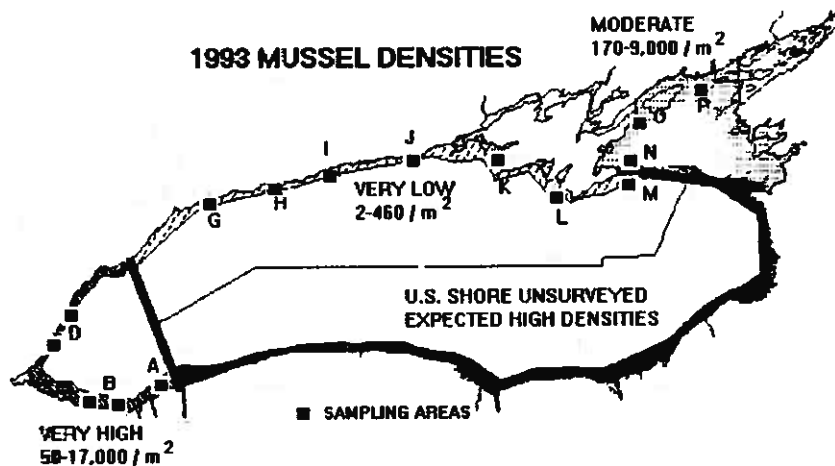 1993 MUSSEL DENSITIES
MODERATE
170-9,000 / m²
P
O
N
M
L
K
J
I
H
G
VERY LOW
2-460 / m²
D
A
B
U.S. SHORE UNSURVEYED
EXPECTED HIGH DENSITIES
■ SAMPLING AREAS
VERY HIGH
50-17,000 / m²